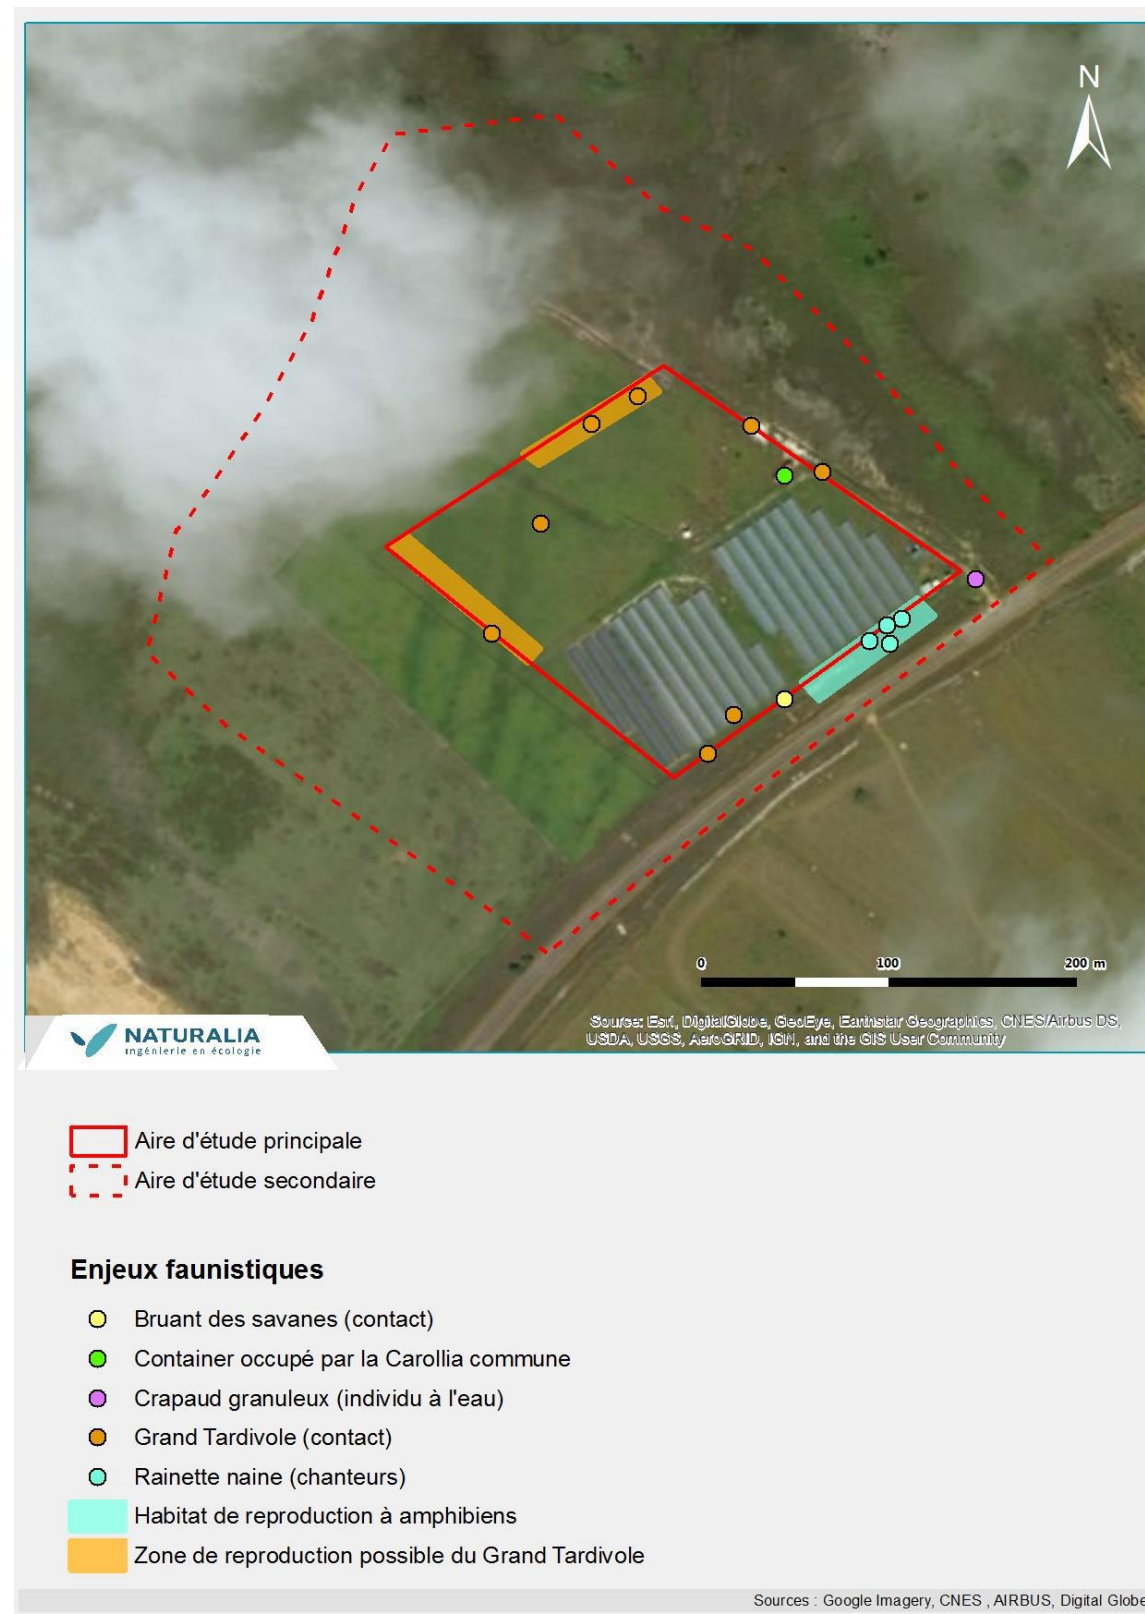 N
0 100 200 m
Source: Esri, DigitalGlobe, GeoEye, Earthstar Geographics, CNES/Airbus DS,
USDA, USGS, AeroGRID, IGN, and the GIS User Community
NATURALIA
Ingénierie en écologie
Aire d'étude principale
Aire d'étude secondaire
Enjeux faunistiques
Bruant des savanes (contact)
Container occupé par la Carollia commune
Crapaud granuleux (individu à l'eau)
Grand Tardivole (contact)
Rainette naine (chanteurs)
Habitat de reproduction à amphibiens
Zone de reproduction possible du Grand Tardivole
Sources : Google Imagery, CNES , AIRBUS, Digital Globe